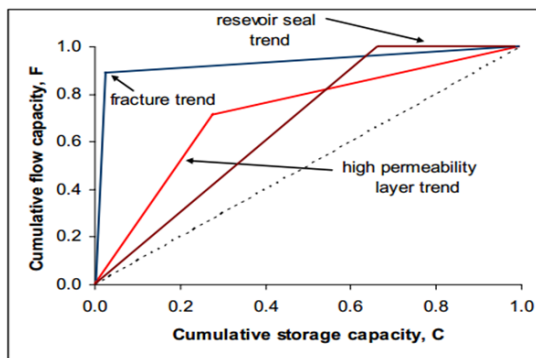 resevoir seal
trend
1.0
0.8
0.6
0.4
0.2
0.0
Cumulative flow capacity, F
fracture trend
high permeability
layer trend
0.0
0.2
0.4
0.6
0.8
1.0
Cumulative storage capacity, C